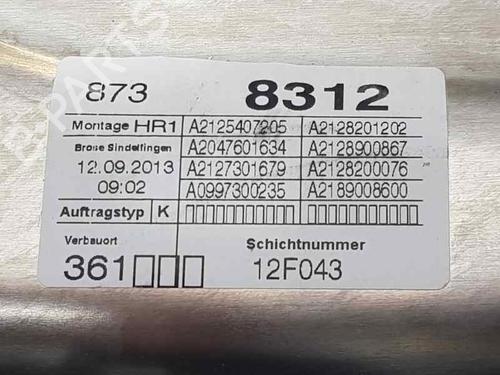 873 8312
Montage HR1 A2125407205 A2128201202
Brose Sindelfingen A2047601634 A2128900867
12.09.2013 A2127301679 A2128200076
09:02 A0997300235 A2189008600
Auftragstyp K
Verbauort Schichtnummer
361 12F043
B-PARTS